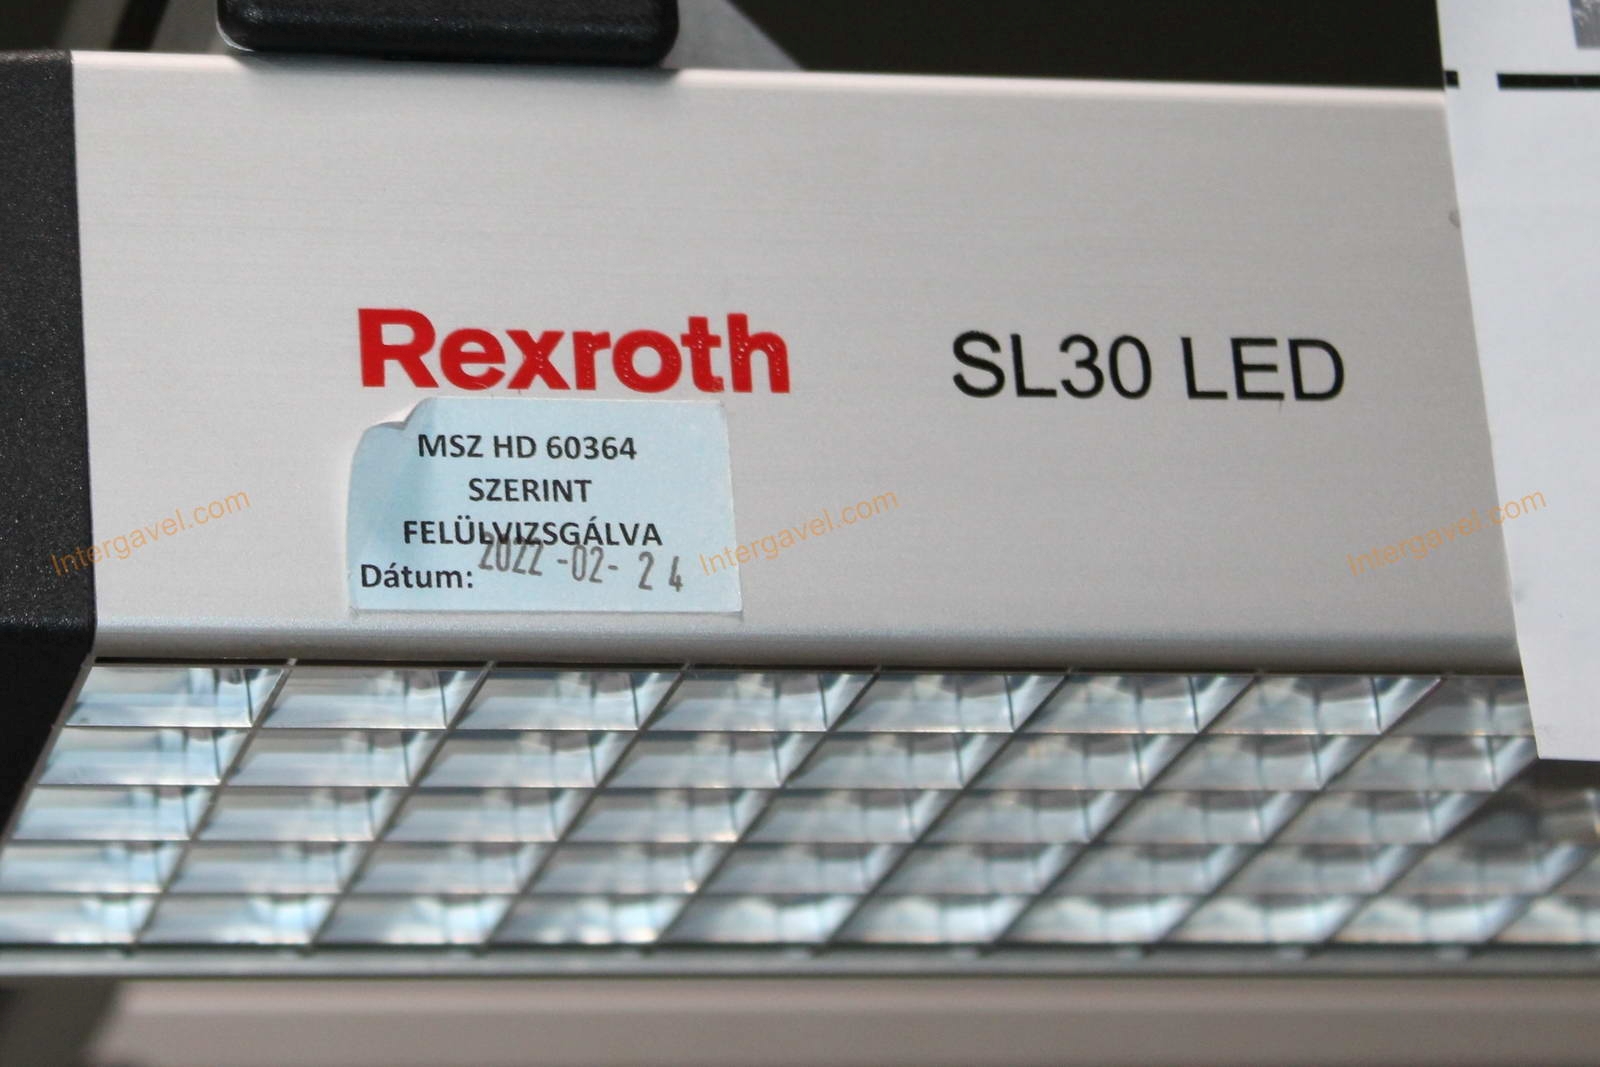 Rexroth SL30 LED
MSZ HD 60364
SZERINT
FELÜLVIZSGÁLVA
Dátum: 2022-02-24
Intergavel.com
Intergavel.com
Intergavel.com